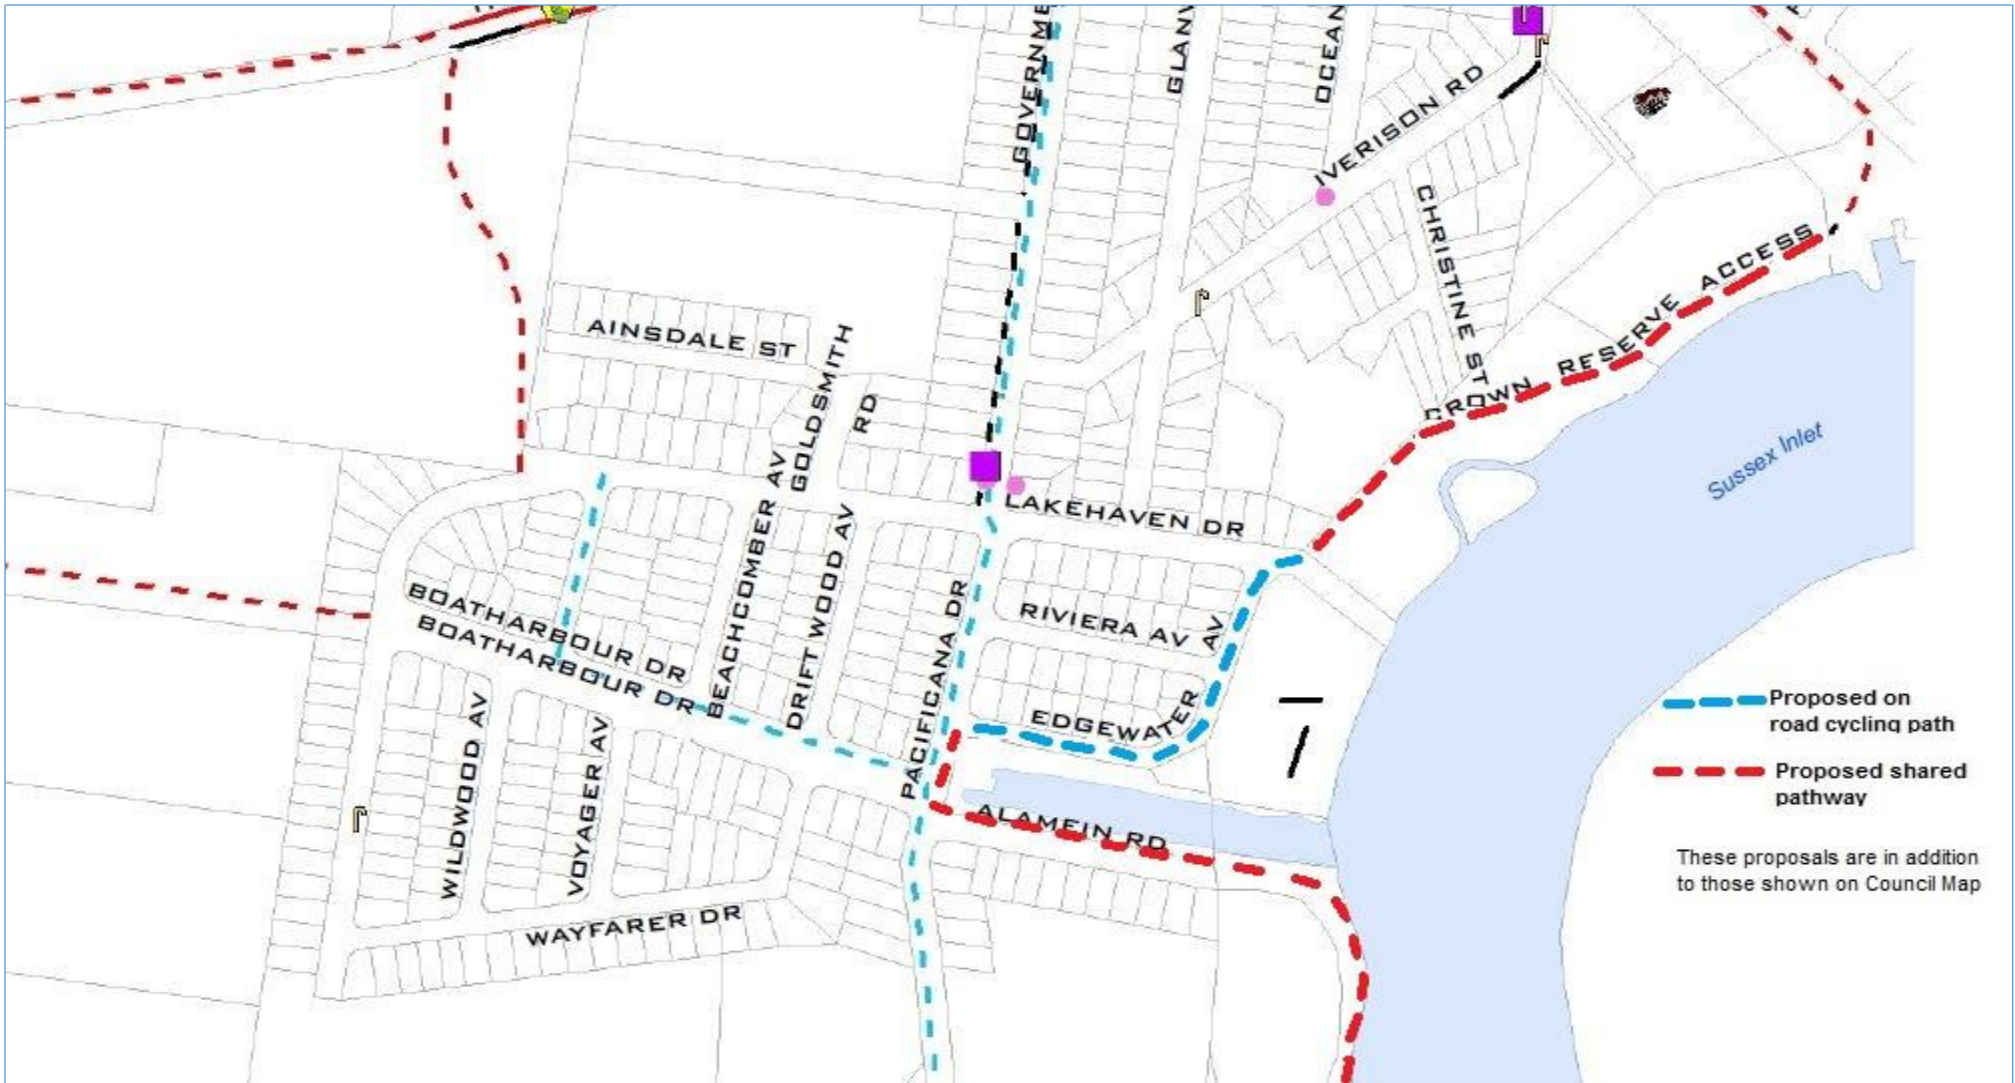 GOVERNME
GLANV
OCEAN
IVERISON RD
CHRISTINE ST
CROWN RESERVE ACCESS
AINSDALE ST
GOLDSMITH
RD
Sussex Inlet
LAKEHAVEN DR
BEACHCOMBER AV
DRIFT WOOD AV
BOATHARBOUR DR
BOATHARBOUR DR
PACIFICANA DR
RIVIERA AV
EDGEWATER AV
WILDWOOD AV
VOYAGER AV
ALAMEIN RD
WAYFARER DR
Proposed on
road cycling path
Proposed shared
pathway
These proposals are in addition
to those shown on Council Map